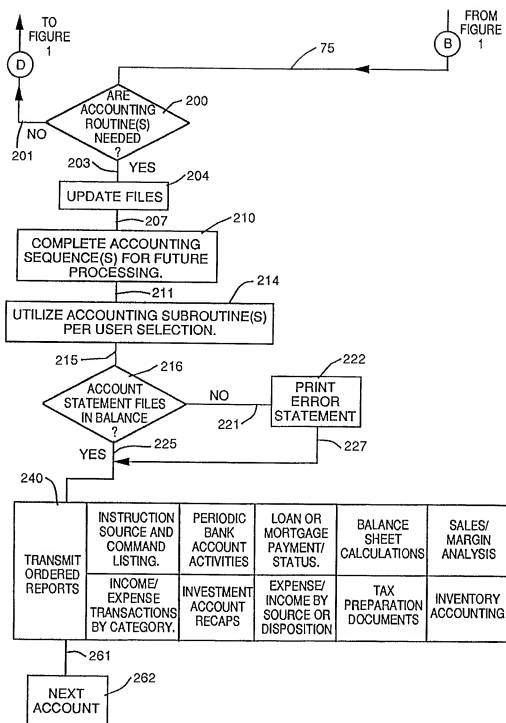 TO
FIGURE
1
D
FROM
FIGURE
1
B
75
200
ARE
ACCOUNTING
ROUTINE(S)
NEEDED
?
NO
201
203
YES
204
UPDATE FILES
207
210
COMPLETE ACCOUNTING
SEQUENCE(S) FOR FUTURE
PROCESSING.
211
214
UTILIZE ACCOUNTING SUBROUTINE(S)
PER USER SELECTION.
215
216
ACCOUNT
STATEMENT FILES
IN BALANCE
?
NO
221
222
PRINT
ERROR
STATEMENT
225
YES
227
240
TRANSMIT
ORDERED
REPORTS
INSTRUCTION
SOURCE AND
COMMAND
LISTING.
PERIODIC
BANK
ACCOUNT
ACTIVITIES
LOAN OR
MORTGAGE
PAYMENT/
STATUS.
BALANCE
SHEET
CALCULATIONS
SALES/
MARGIN
ANALYSIS
INCOME/
EXPENSE
TRANSACTIONS
BY CATEGORY.
INVESTMENT
ACCOUNT
RECAPS
EXPENSE/
INCOME BY
SOURCE OR
DISPOSITION
TAX
PREPARATION
DOCUMENTS
INVENTORY
ACCOUNTING
261
262
NEXT
ACCOUNT